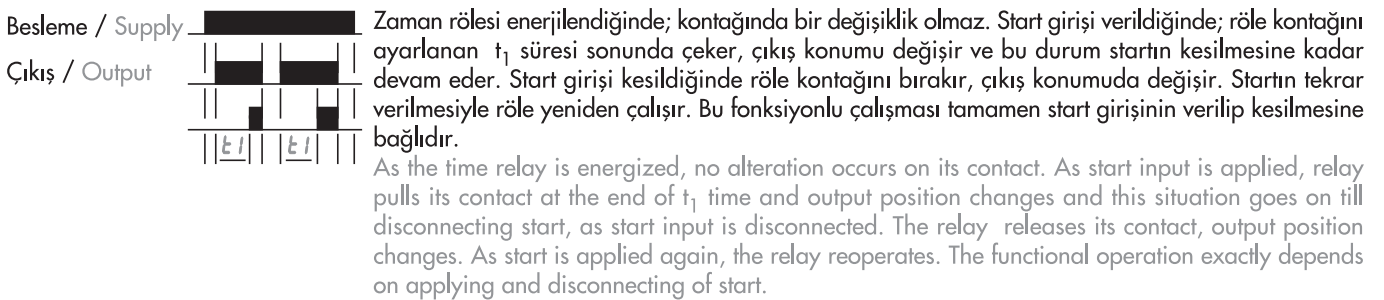 Besleme / Supply
Çıkış / Output
t1 t1
Zaman rölesi enerjilendiğinde; kontağında bir değişiklik olmaz. Start girişi verildiğinde; röle kontağını
ayarlanan t₁ süresi sonunda çeker, çıkış konumu değişir ve bu durum startın kesilmesine kadar
devam eder. Start girişi kesildiğinde röle kontağını bırakır, çıkış konumuda değişir. Startın tekrar
verilmesiyle röle yeniden çalışır. Bu fonksiyonlu çalışması tamamen start girişinin verilip kesilmesine
bağlıdır.
As the time relay is energized, no alteration occurs on its contact. As start input is applied, relay
pulls its contact at the end of t₁ time and output position changes and this situation goes on till
disconnecting start, as start input is disconnected. The relay releases its contact, output position
changes. As start is applied again, the relay reoperates. The functional operation exactly depends
on applying and disconnecting of start.